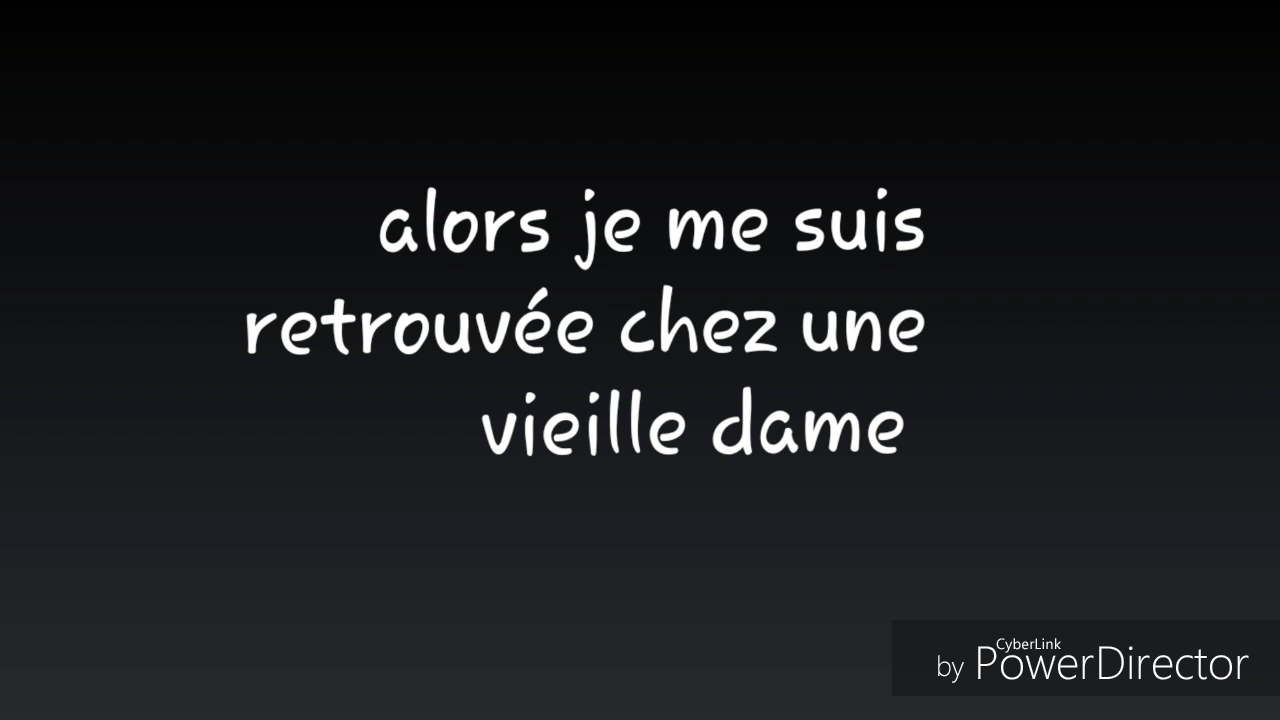 alors je me suis
retrouvée chez une
vieille dame
CyberLink
by PowerDirector